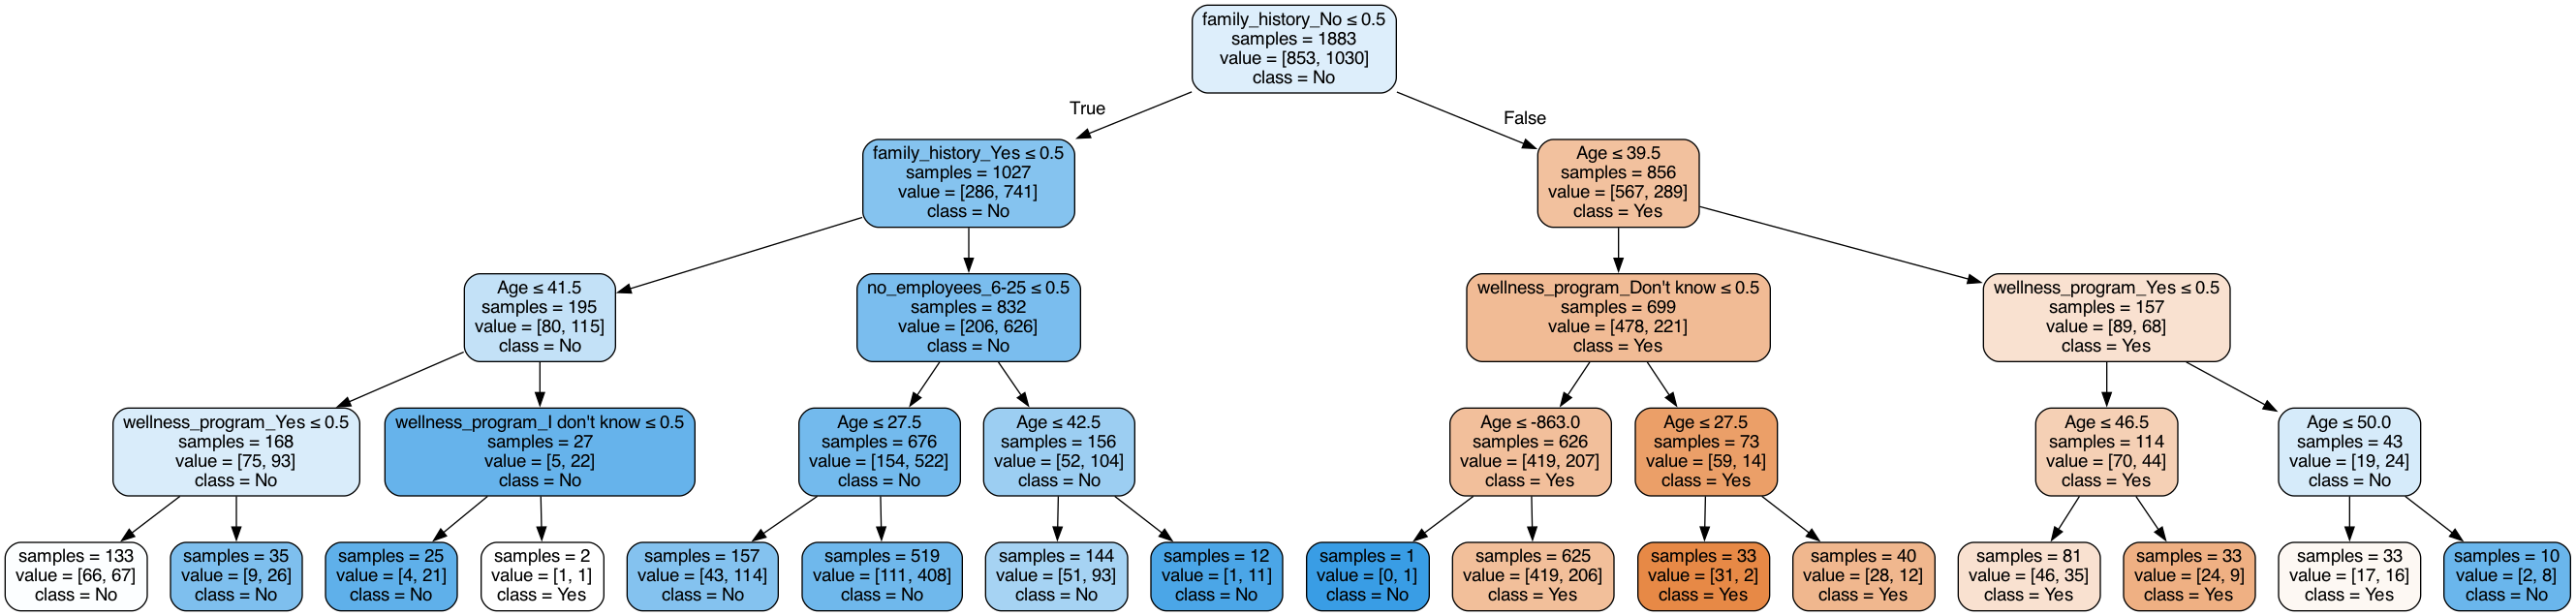 family_history_No ≤ 0.5
samples = 1883
value = [853, 1030]
class = No
True
False
family_history_Yes ≤ 0.5
samples = 1027
value = [286, 741]
class = No
Age ≤ 39.5
samples = 856
value = [567, 289]
class = Yes
Age ≤ 41.5
samples = 195
value = [80, 115]
class = No
no_employees_6-25 ≤ 0.5
samples = 832
value = [206, 626]
class = No
wellness_program_Don't know ≤ 0.5
samples = 699
value = [478, 221]
class = Yes
wellness_program_Yes ≤ 0.5
samples = 157
value = [89, 68]
class = Yes
wellness_program_Yes ≤ 0.5
samples = 168
value = [75, 93]
class = No
wellness_program_I don't know ≤ 0.5
samples = 27
value = [5, 22]
class = No
Age ≤ 27.5
samples = 676
value = [154, 522]
class = No
Age ≤ 42.5
samples = 156
value = [52, 104]
class = No
Age ≤ -863.0
samples = 626
value = [419, 207]
class = Yes
Age ≤ 27.5
samples = 73
value = [59, 14]
class = Yes
Age ≤ 46.5
samples = 114
value = [70, 44]
class = Yes
Age ≤ 50.0
samples = 43
value = [19, 24]
class = No
samples = 133
value = [66, 67]
class = No
samples = 35
value = [9, 26]
class = No
samples = 25
value = [4, 21]
class = No
samples = 2
value = [1, 1]
class = Yes
samples = 157
value = [43, 114]
class = No
samples = 519
value = [111, 408]
class = No
samples = 144
value = [51, 93]
class = No
samples = 12
value = [1, 11]
class = No
samples = 1
value = [0, 1]
class = No
samples = 625
value = [419, 206]
class = Yes
samples = 33
value = [31, 2]
class = Yes
samples = 40
value = [28, 12]
class = Yes
samples = 81
value = [46, 35]
class = Yes
samples = 33
value = [24, 9]
class = Yes
samples = 33
value = [17, 16]
class = Yes
samples = 10
value = [2, 8]
class = No